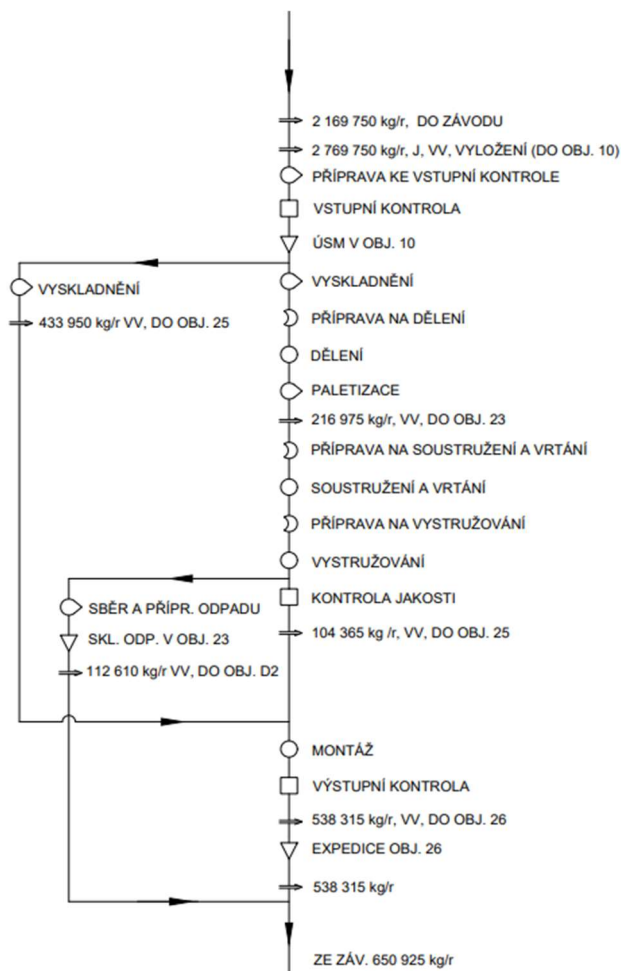 2 169 750 kg/r, DO ZÁVODU
2 769 750 kg/r, J, VV, VYLOŽENÍ (DO OBJ. 10)
PŘÍPRAVA KE VSTUPNÍ KONTROLE
VSTUPNÍ KONTROLA
ÚSM V OBJ. 10
VYSKLADNĚNÍ
VYSKLADNĚNÍ
433 950 kg/r VV, DO OBJ. 25
PŘÍPRAVA NA DĚLENÍ
DĚLENÍ
PALETIZACE
216 975 kg/r, VV, DO OBJ. 23
PŘÍPRAVA NA SOUSTRUŽENÍ A VRTÁNÍ
SOUSTRUŽENÍ A VRTÁNÍ
PŘÍPRAVA NA VYSTRUŽOVÁNÍ
VYSTRUŽOVÁNÍ
KONTROLA JAKOSTI
SBĚR A PŘÍPR. ODPADU
104 365 kg /r, VV, DO OBJ. 25
SKL. ODP. V OBJ. 23
112 610 kg/r VV, DO OBJ. D2
MONTÁŽ
VÝSTUPNÍ KONTROLA
538 315 kg/r, VV, DO OBJ. 26
EXPEDICE OBJ. 26
538 315 kg/r
ZE ZÁV. 650 925 kg/r